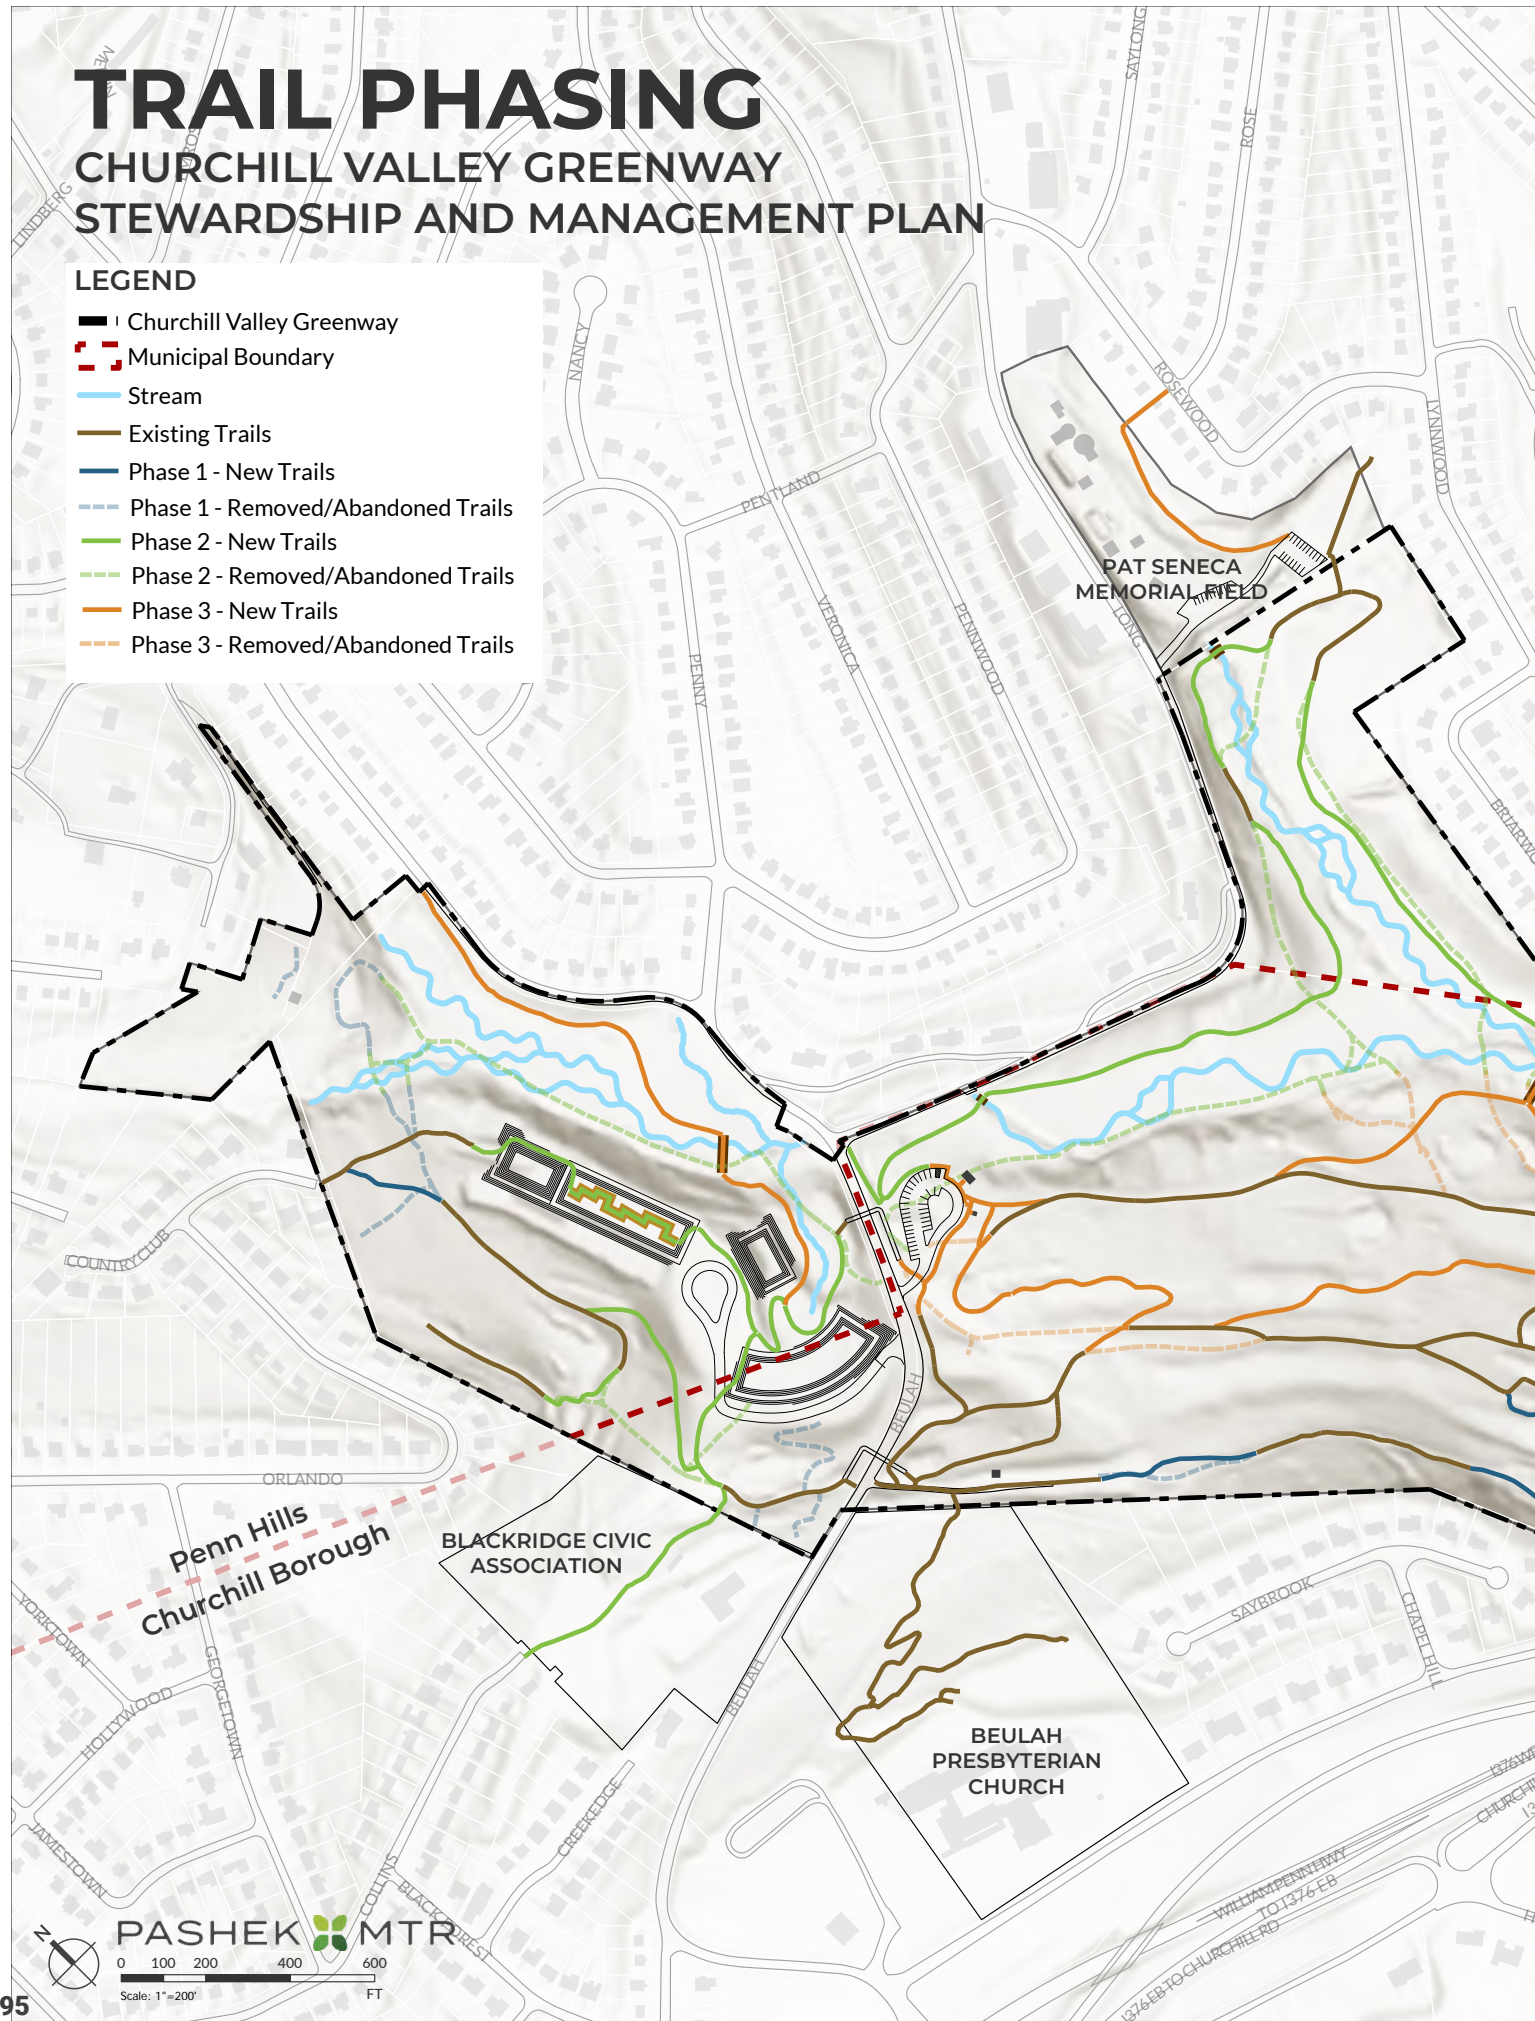 TRAIL PHASING
CHURCHILL VALLEY GREENWAY
STEWARDSHIP AND MANAGEMENT PLAN
LEGEND
Churchill Valley Greenway
Municipal Boundary
Stream
Existing Trails
Phase 1 - New Trails
Phase 1 - Removed/Abandoned Trails
Phase 2 - New Trails
Phase 2 - Removed/Abandoned Trails
Phase 3 - New Trails
Phase 3 - Removed/Abandoned Trails
LINDBERG
SAYLONG
ROSE
NANCY
ROSEWOOD
LYNNWOOD
PENTLAND
PAT SENECA
MEMORIAL FIELD
LONG
VERONICA
PENNWOOD
PENNY
COUNTRY CLUB
BEULAH
ORLANDO
Penn Hills
Churchill Borough
BLACKRIDGE CIVIC
ASSOCIATION
YORKTOWN
GEORGETOWN
HOLLYWOOD
SAYBROOK
CHAPEL HILL
BEULAH
BEULAH
PRESBYTERIAN
CHURCH
CREEKEDGE
JAMESTOWN
COLLINS
BLACK FOREST
WILLIAM PENN HWY
TO I376 EB
I376 EB TO CHURCHILL RD
N
PASHEK MTR
0 100 200 400 600
FT
Scale: 1"=200'
95